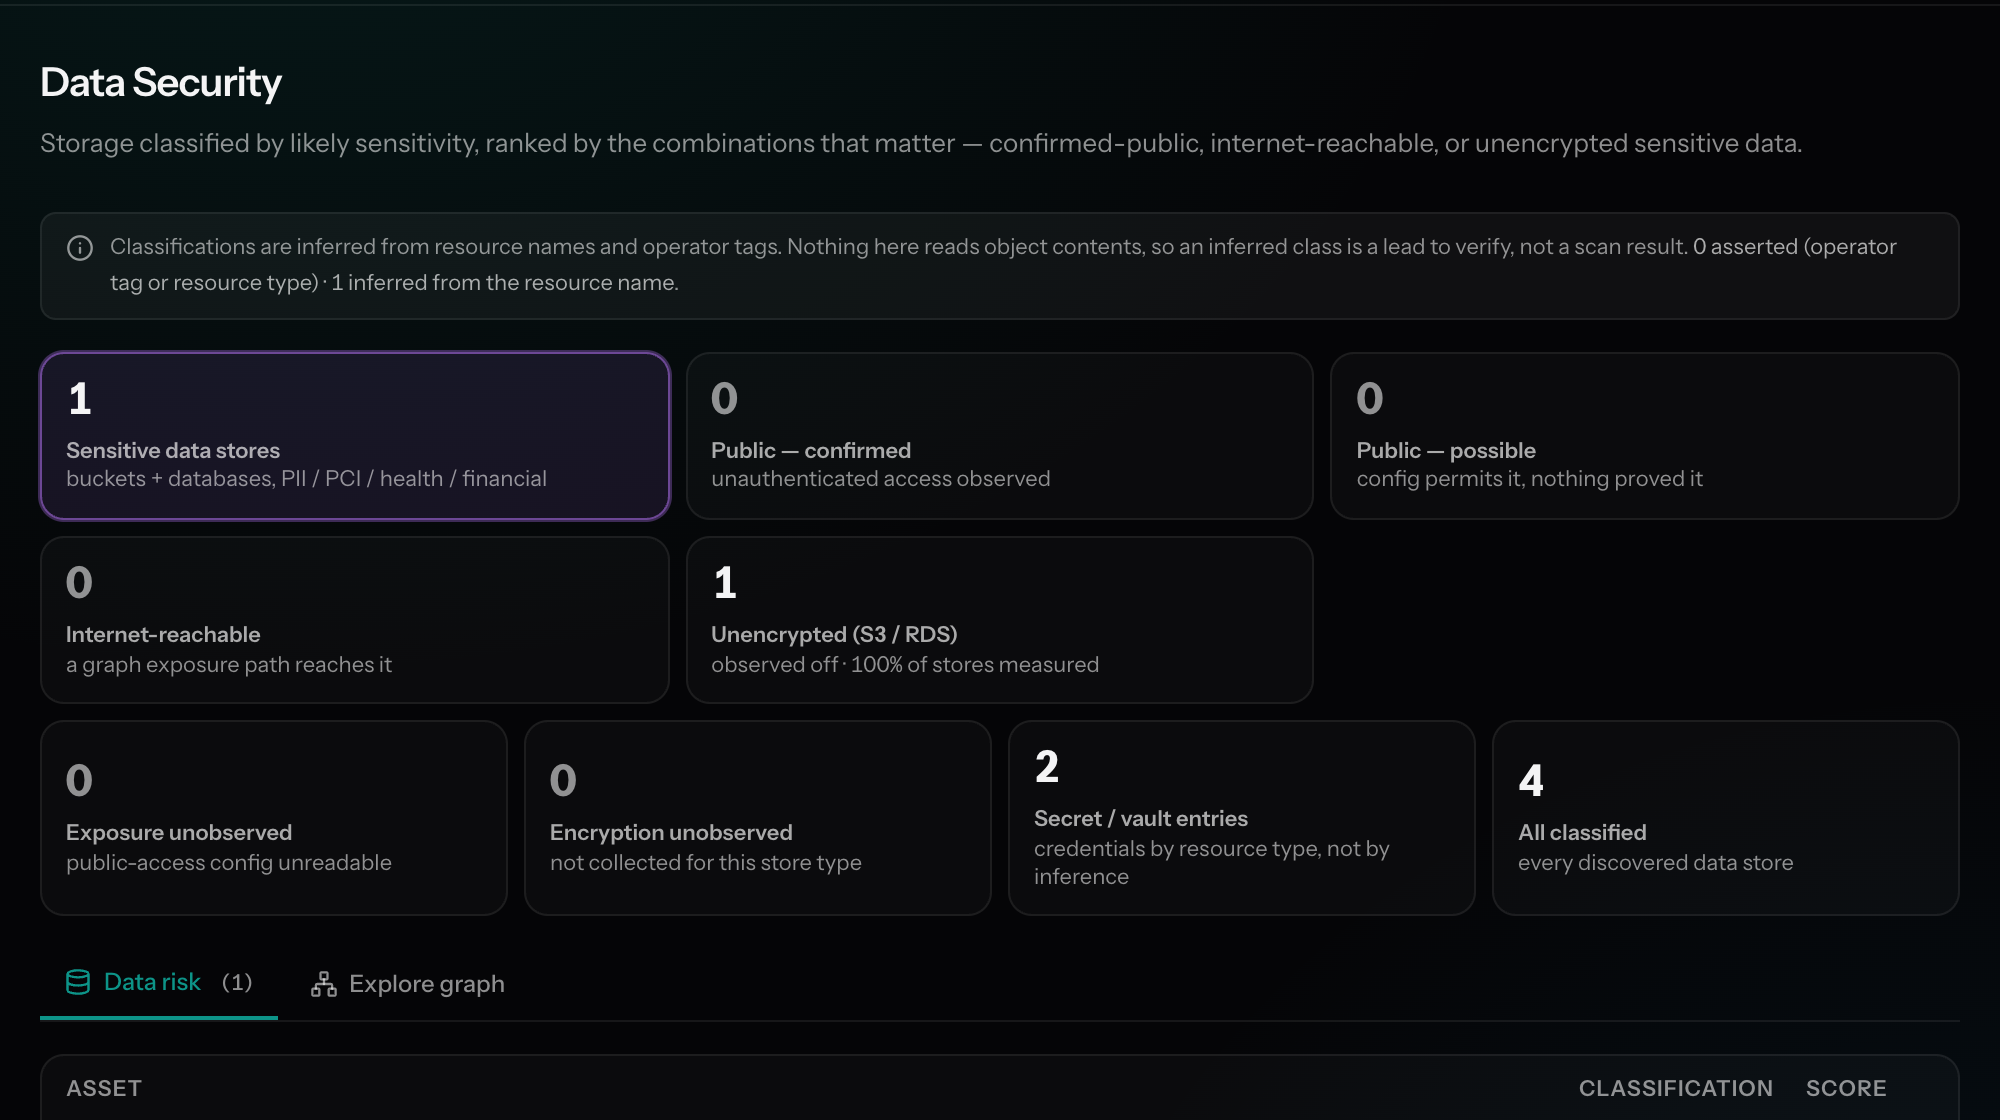 Data Security
Storage classified by likely sensitivity, ranked by the combinations that matter — confirmed-public, internet-reachable, or unencrypted sensitive data.
Classifications are inferred from resource names and operator tags. Nothing here reads object contents, so an inferred class is a lead to verify, not a scan result. 0 asserted (operator
tag or resource type) · 1 inferred from the resource name.
1
Sensitive data stores
buckets + databases, PII / PCI / health / financial
0
Public — confirmed
unauthenticated access observed
0
Public — possible
config permits it, nothing proved it
0
Internet-reachable
a graph exposure path reaches it
1
Unencrypted (S3 / RDS)
observed off · 100% of stores measured
0
Exposure unobserved
public-access config unreadable
0
Encryption unobserved
not collected for this store type
2
Secret / vault entries
credentials by resource type, not by
inference
4
All classified
every discovered data store
Data risk (1)
Explore graph
ASSET
CLASSIFICATION
SCORE